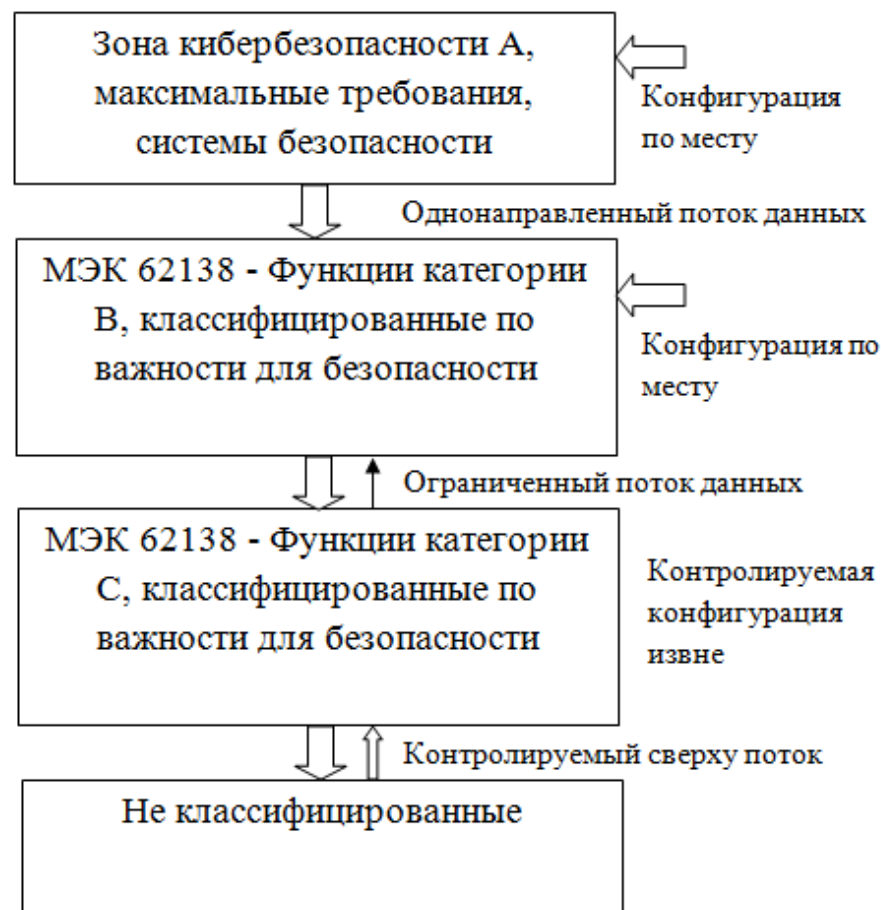 Зона кибербезопасности А,
максимальные требования,
системы безопасности
Конфигурация
по месту
Однонаправленный поток данных
МЭК 62138 - Функции категории
В, классифицированные по
важности для безопасности
Конфигурация по
месту
Ограниченный поток данных
МЭК 62138 - Функции категории
С, классифицированные по
важности для безопасности
Контролируемая
конфигурация
извне
Контролируемый сверху поток
Не классифицированные